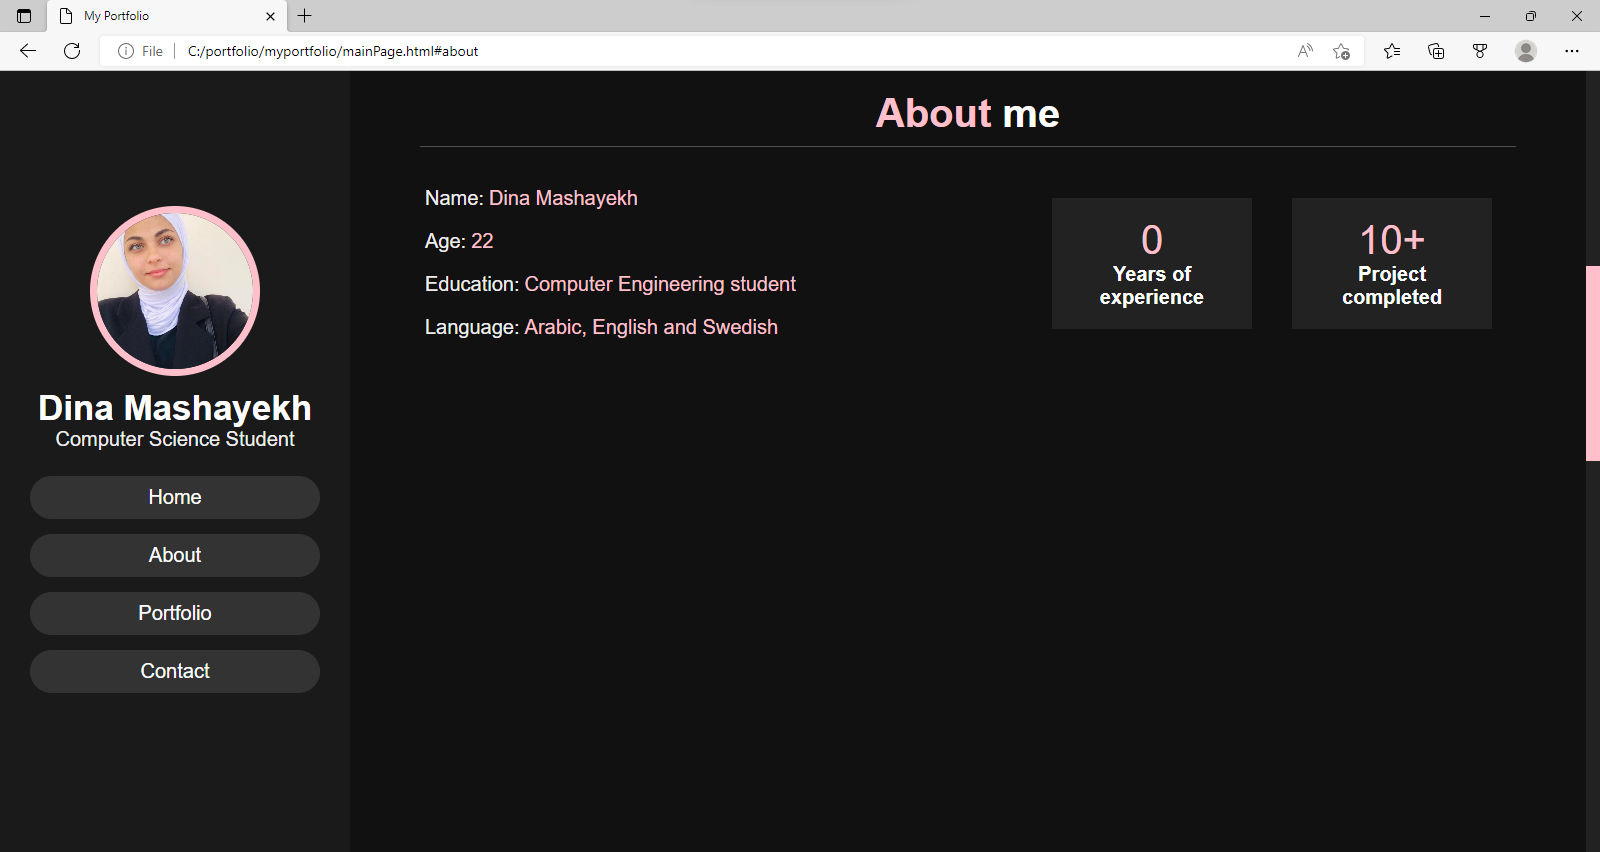 My Portfolio
File
C:/portfolio/myportfolio/mainPage.html#about
Dina Mashayekh
Computer Science Student
Home
About
Portfolio
Contact
About me
Name: Dina Mashayekh
Age: 22
Education: Computer Engineering student
Language: Arabic, English and Swedish
0
Years of
experience
10+
Project
completed